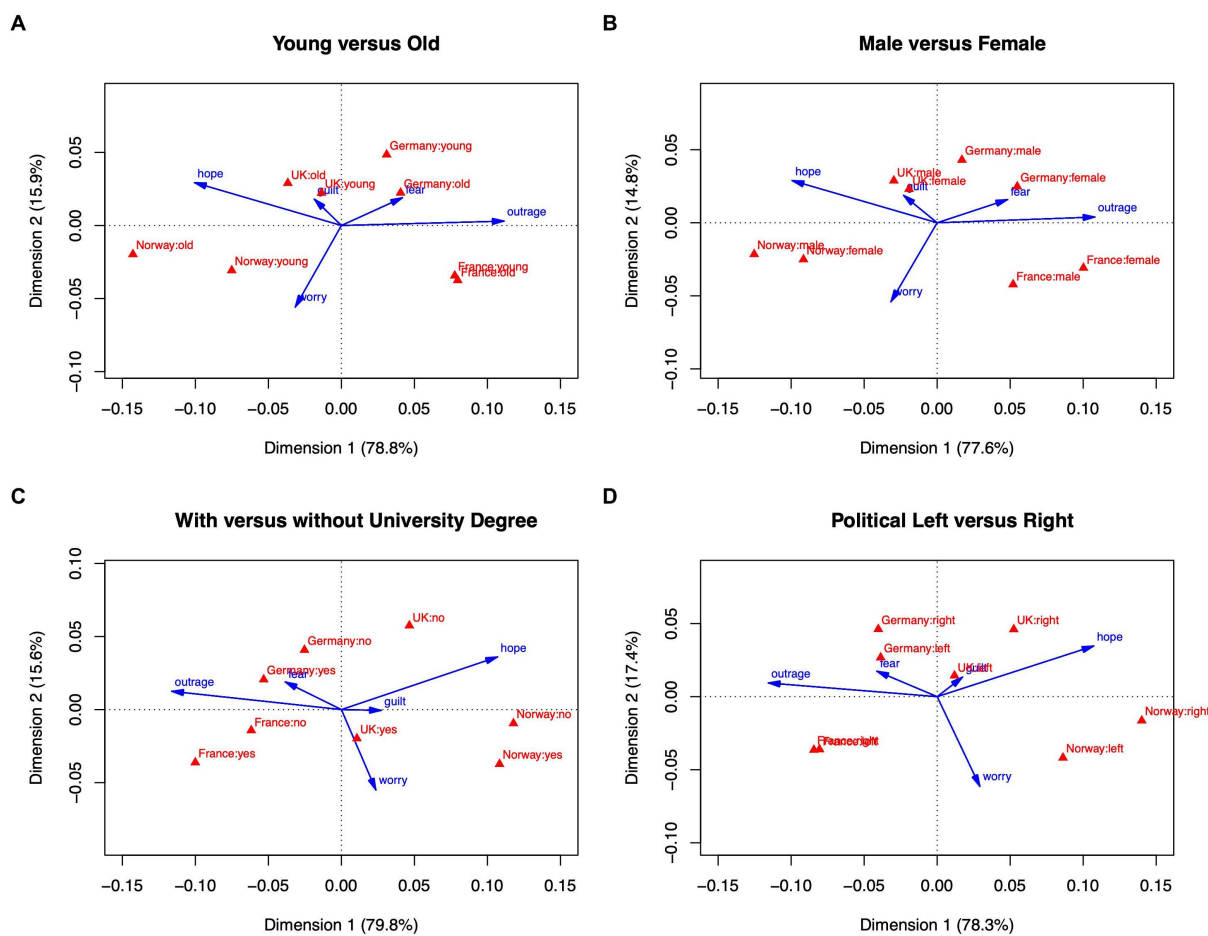 A
Young versus Old
Dimension 2 (15.9%)
0.05
0.00
−0.05
−0.10
Germany:young
hope
UK:old
UK:young
Germany:old
guilt
fear
outrage
Norway:old
Norway:young
France:young
France:old
worry
−0.15 −0.10 −0.05 0.00 0.05 0.10 0.15
Dimension 1 (78.8%)
B
Male versus Female
Dimension 2 (14.8%)
0.05
0.00
−0.05
−0.10
Germany:male
hope
UK:male
UK:female
Germany:female
guilt
fear
outrage
Norway:male
Norway:female
France:female
France:male
worry
−0.15 −0.10 −0.05 0.00 0.05 0.10 0.15
Dimension 1 (77.6%)
C
With versus without University Degree
Dimension 2 (15.6%)
0.10
0.05
0.00
−0.05
UK:no
Germany:no
hope
Germany:yes
fear
outrage
guilt
France:no
Norway:no
UK:yes
France:yes
Norway:yes
worry
−0.15 −0.10 −0.05 0.00 0.05 0.10 0.15
Dimension 1 (79.8%)
D
Political Left versus Right
Dimension 2 (17.4%)
0.05
0.00
−0.05
−0.10
Germany:right
UK:right
hope
Germany:left
fear
UK:left
guilt
outrage
Norway:right
France:right
France:left
Norway:left
worry
−0.15 −0.10 −0.05 0.00 0.05 0.10 0.15
Dimension 1 (78.3%)